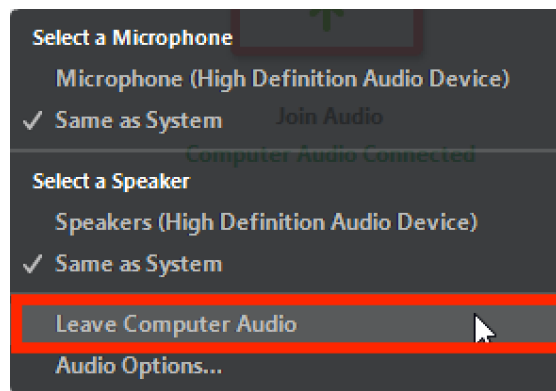 Select a Microphone
Microphone (High Definition Audio Device)
✓ Same as System
Join Audio
Computer Audio Connected
Select a Speaker
Speakers (High Definition Audio Device)
✓ Same as System
Leave Computer Audio
Audio Options...